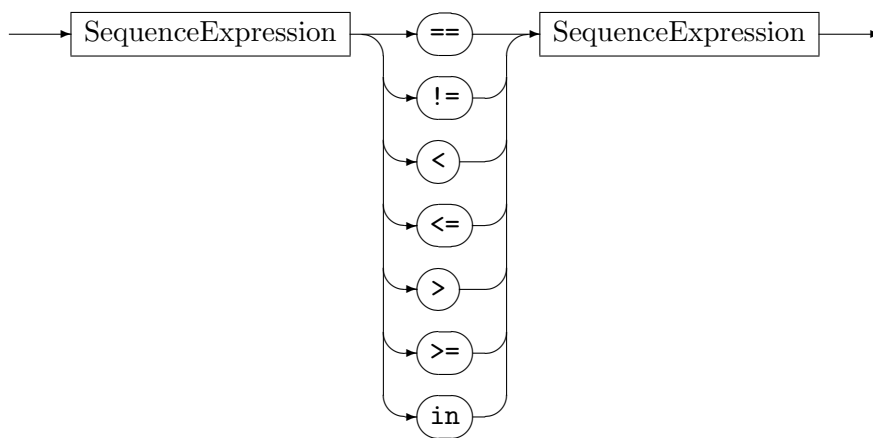 SequenceExpression == SequenceExpression
!=
<
<=
>
>=
in